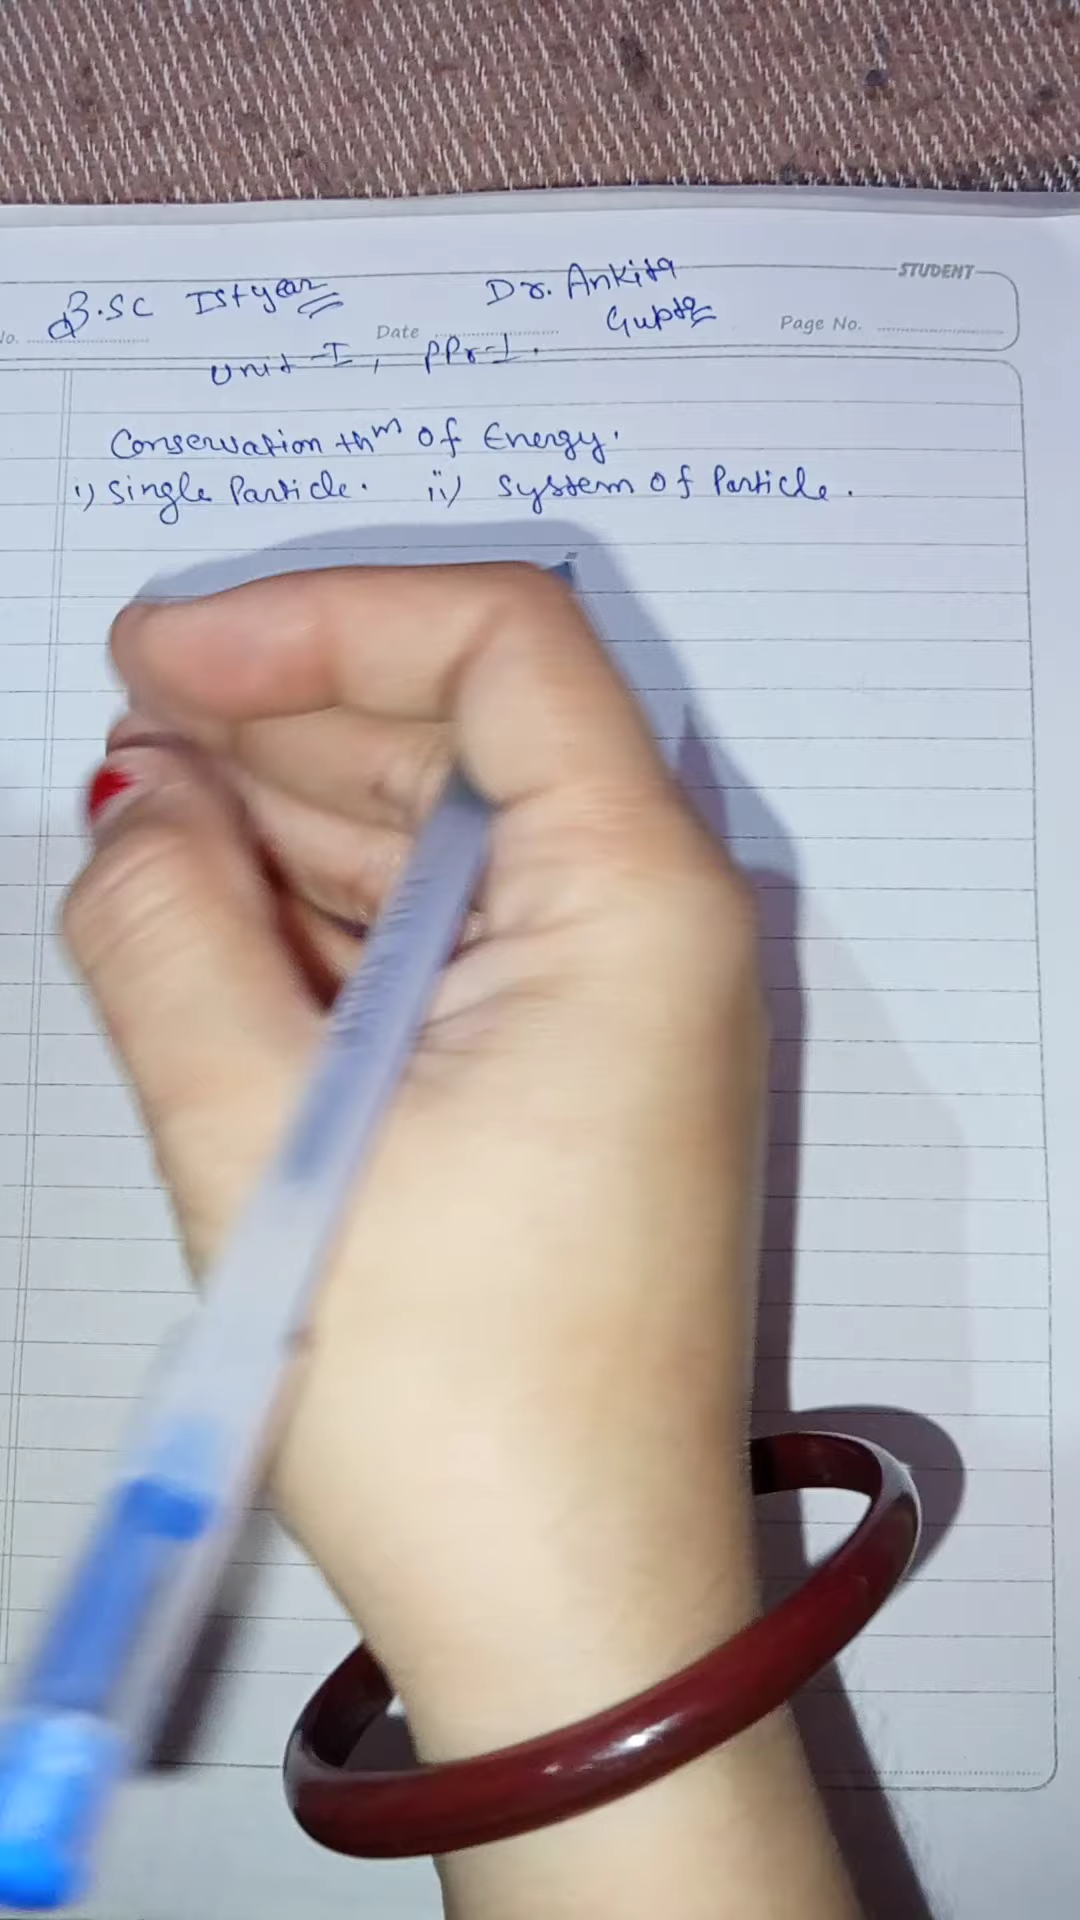 STUDENT
B.SC Ist year Dr. Ankita
Gupta
No. Date Page No.
Unit-I, PPr-I.
Conservation thm of Energy.
i) Single Particle. ii) System of Particle.